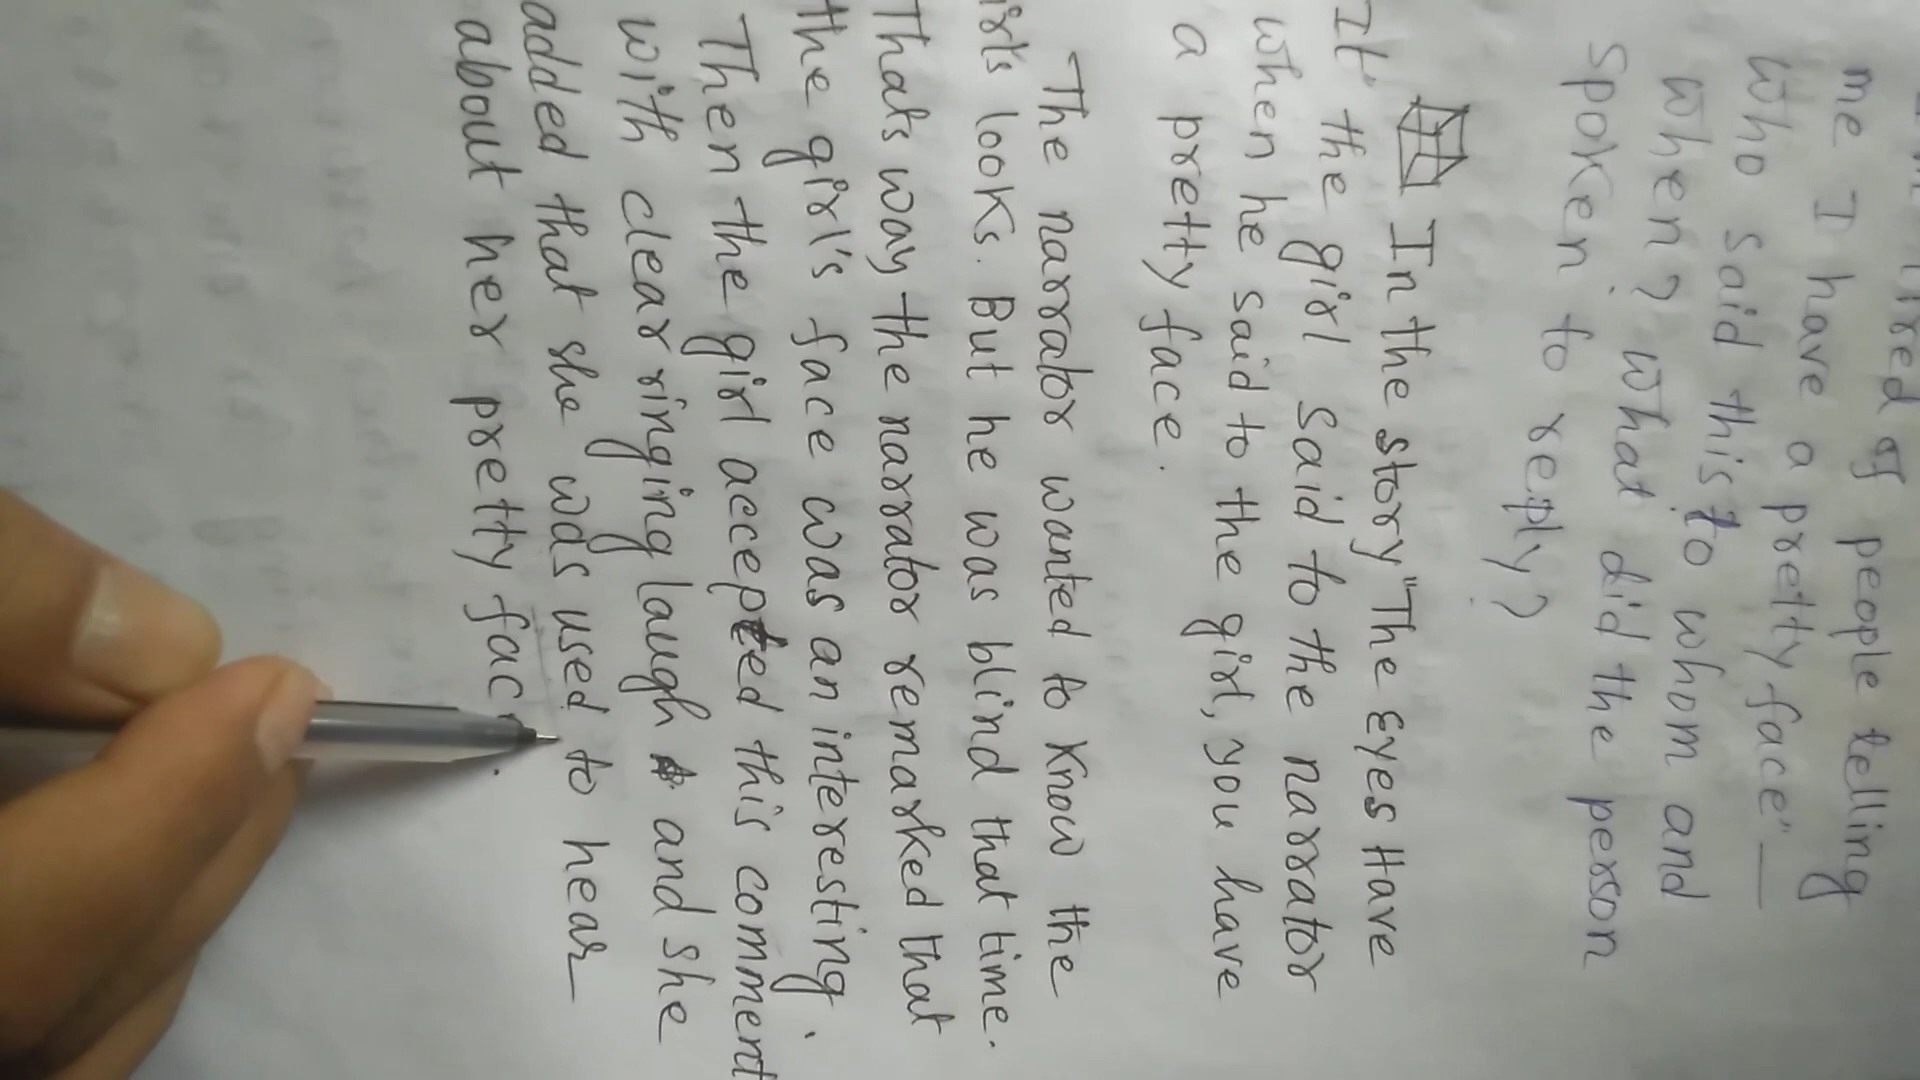 tired of people telling
me I have a pretty face" —
Who said this to whom and
when? What did the person
spoken to reply?
In the story "The Eyes Have
It" the girl said to the narrator
when he said to the girl, you have
a pretty face.
The narrator wanted to know the
irl's looks. But he was blind that time.
Thats way the narrator remarked that
the girl's face was an interesting.
Then the girl accepted this comment
with clear ringing laugh and she
added that she was used to hear
about her pretty fac